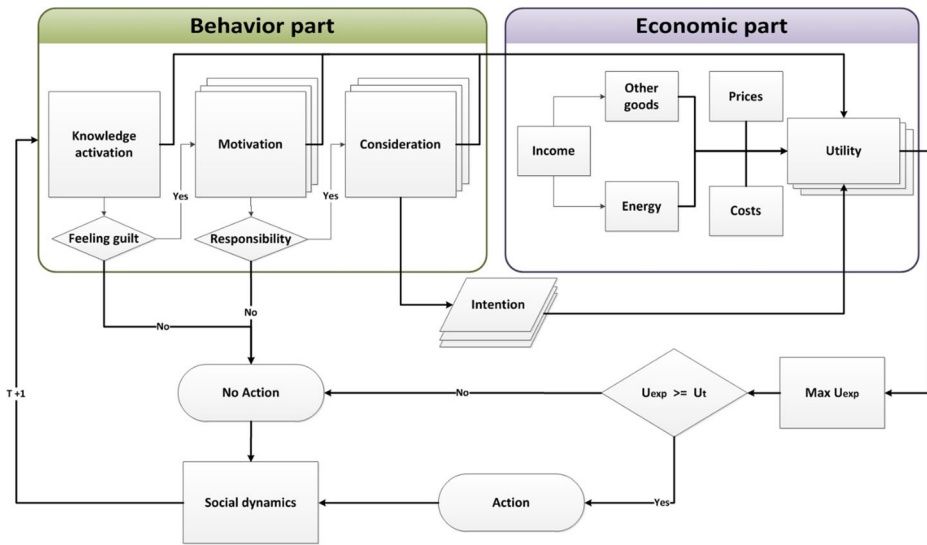 Behavior part
Economic part
Knowledge
activation
Motivation
Consideration
Yes
Yes
Feeling guilt
Responsibility
No
No
Income
Other
goods
Energy
Prices
Costs
Utility
Intention
T +1
No Action
No
Uexp >= Ut
Max Uexp
Yes
Social dynamics
Action